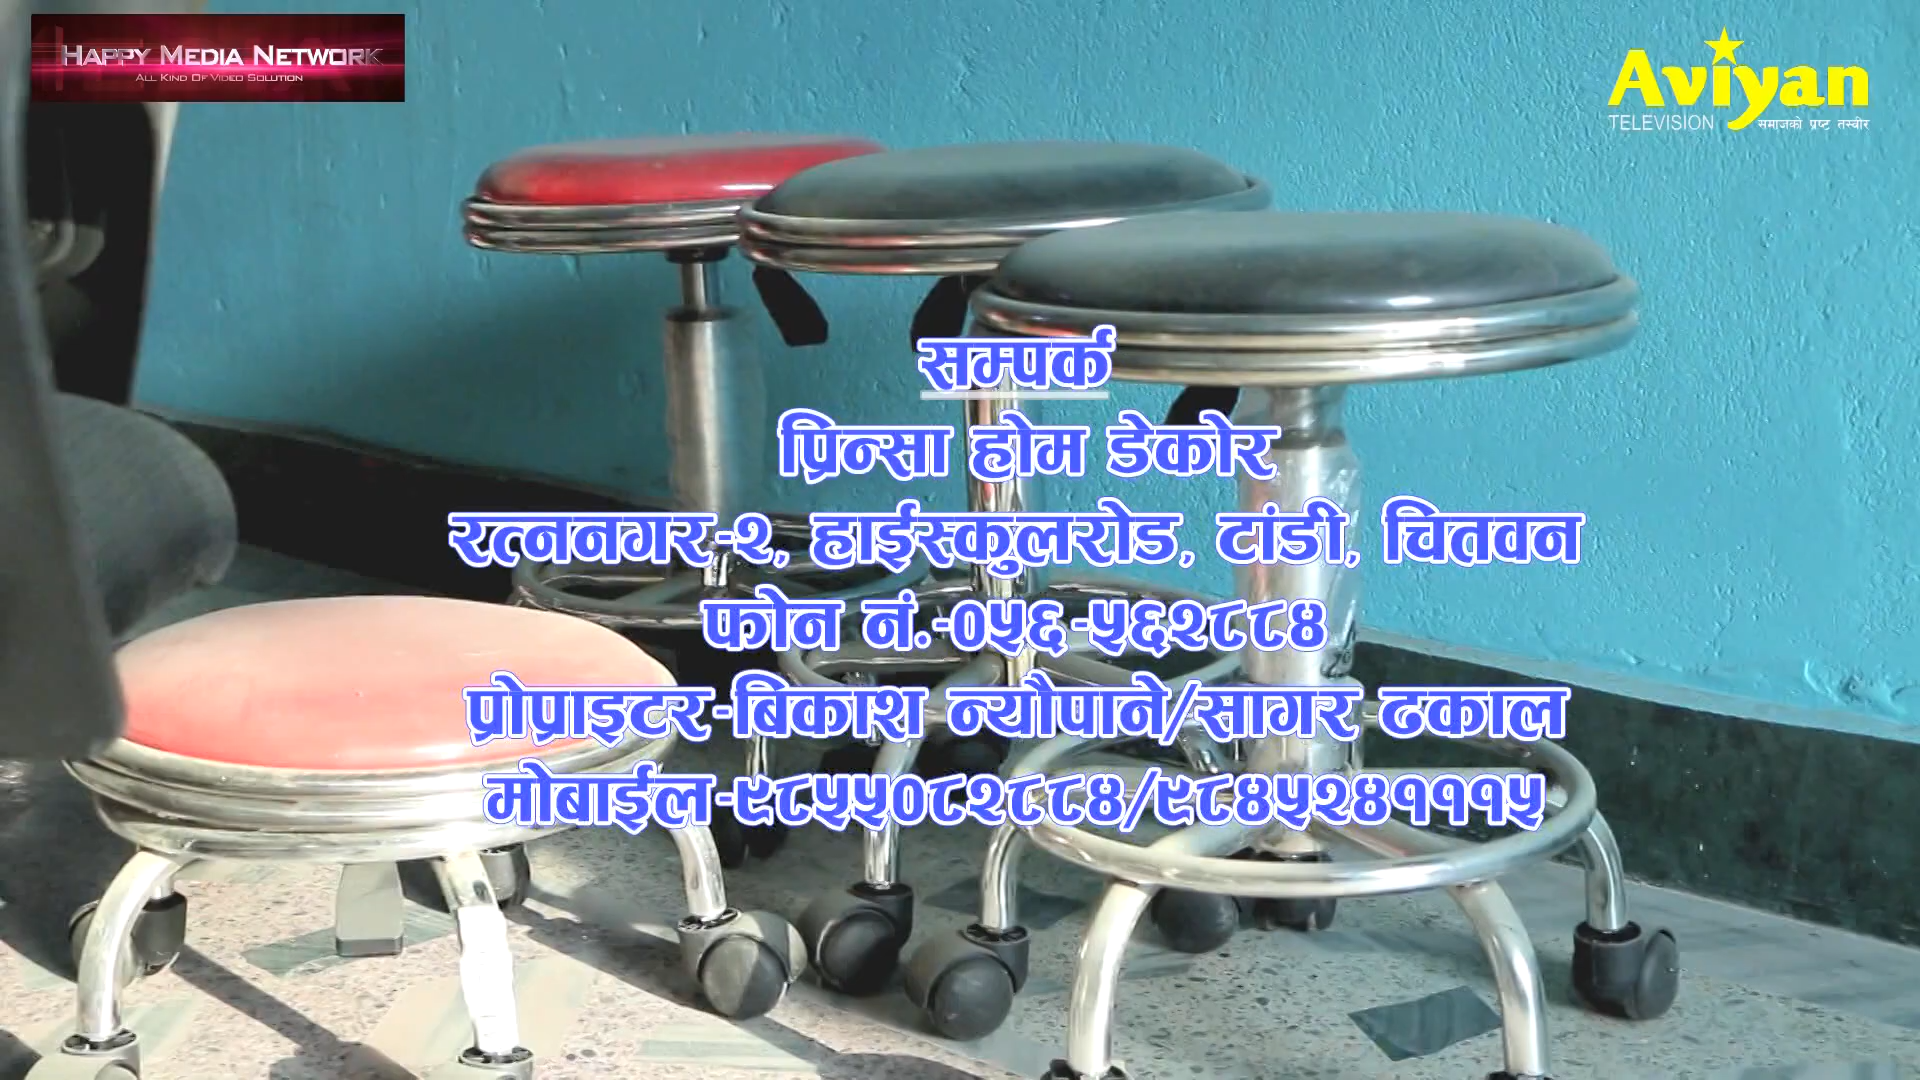 HAPPY MEDIA NETWORK
ALL KIND OF VIDEO SOLUTION
Aviyan
TELEVISION समाजको प्रष्ट तस्वीर
सम्पर्क
प्रिन्सा होम डेकोर
रत्ननगर-२, हाईस्कुलरोड, टांडी, चितवन
फोन नं.-०५६-५६२८८४
प्रोप्राइटर-बिकाश न्यौपाने/सागर ढकाल
मोबाईल-९८५५०८२८८४/९८४५२४१११५